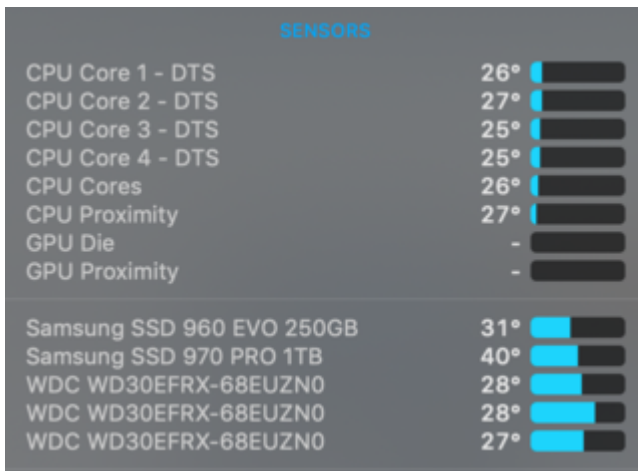 SENSORS
CPU Core 1 - DTS 26°
CPU Core 2 - DTS 27°
CPU Core 3 - DTS 25°
CPU Core 4 - DTS 25°
CPU Cores 26°
CPU Proximity 27°
GPU Die -
GPU Proximity -
Samsung SSD 960 EVO 250GB 31°
Samsung SSD 970 PRO 1TB 40°
WDC WD30EFRX-68EUZN0 28°
WDC WD30EFRX-68EUZN0 28°
WDC WD30EFRX-68EUZN0 27°